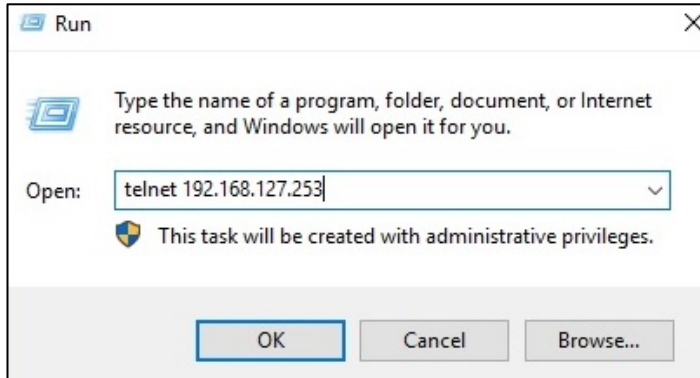 Run
Type the name of a program, folder, document, or Internet
resource, and Windows will open it for you.
Open: telnet 192.168.127.253
This task will be created with administrative privileges.
OK Cancel Browse...